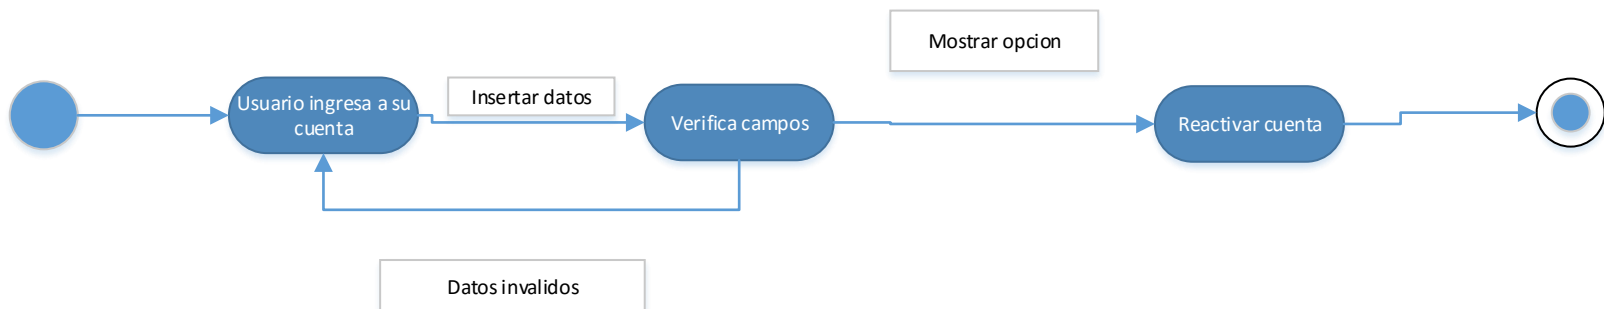 Mostrar opcion
Usuario ingresa a su
cuenta
Insertar datos
Verifica campos
Reactivar cuenta
Datos invalidos